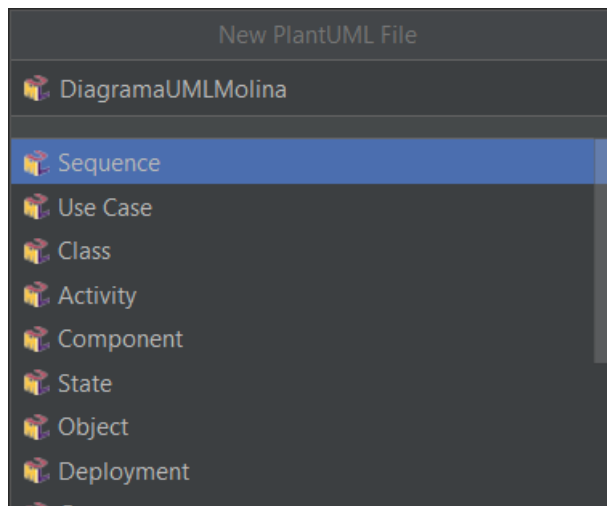 New PlantUML File
DiagramaUMLMolina
Sequence
Use Case
Class
Activity
Component
State
Object
Deployment